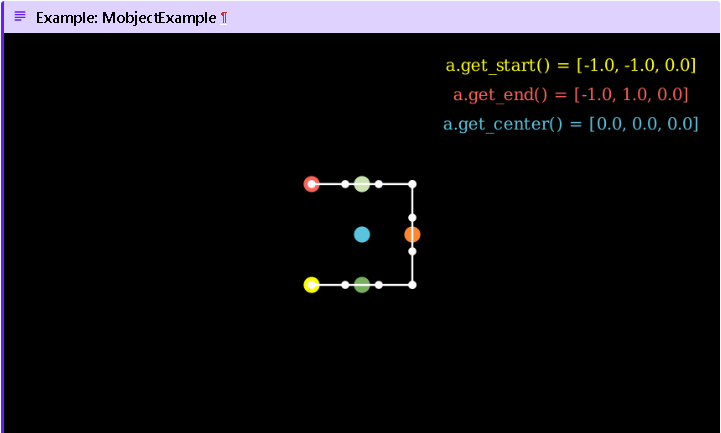 Example: MobjectExample ¶
a.get_start() = [-1.0, -1.0, 0.0]
a.get_end() = [-1.0, 1.0, 0.0]
a.get_center() = [0.0, 0.0, 0.0]